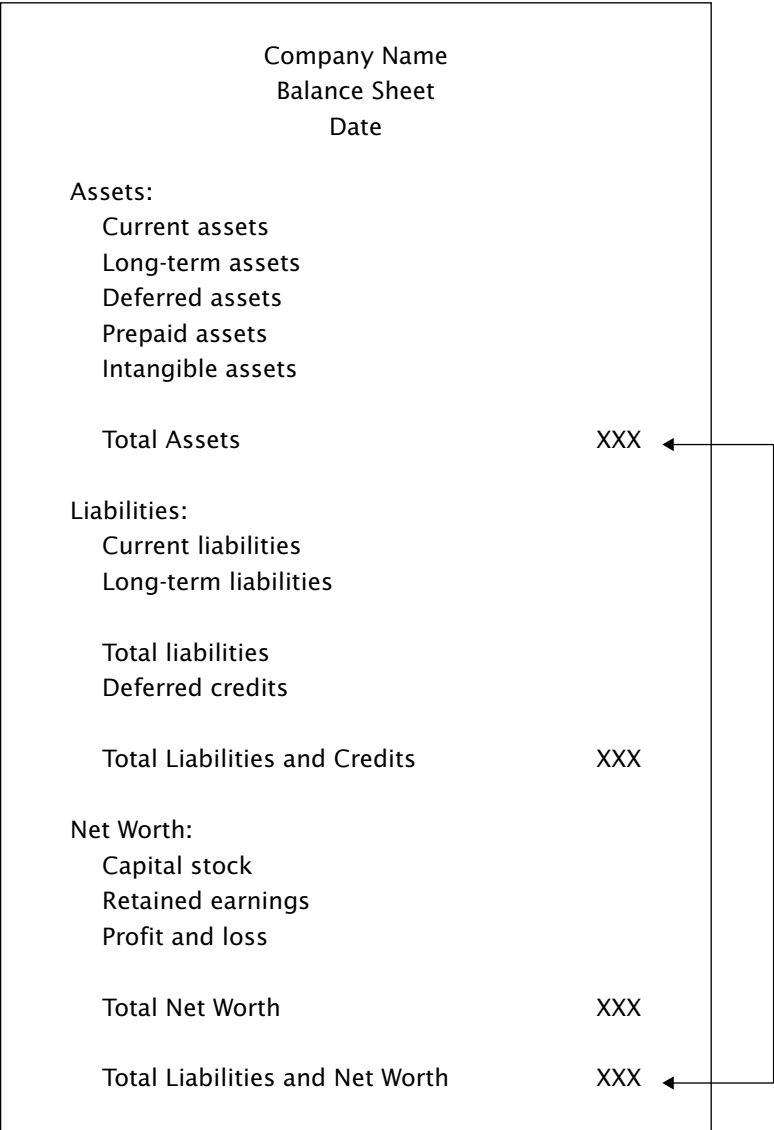 Company Name
Balance Sheet
Date
Assets:
Current assets
Long-term assets
Deferred assets
Prepaid assets
Intangible assets
Total Assets XXX
Liabilities:
Current liabilities
Long-term liabilities
Total liabilities
Deferred credits
Total Liabilities and Credits XXX
Net Worth:
Capital stock
Retained earnings
Profit and loss
Total Net Worth XXX
Total Liabilities and Net Worth XXX